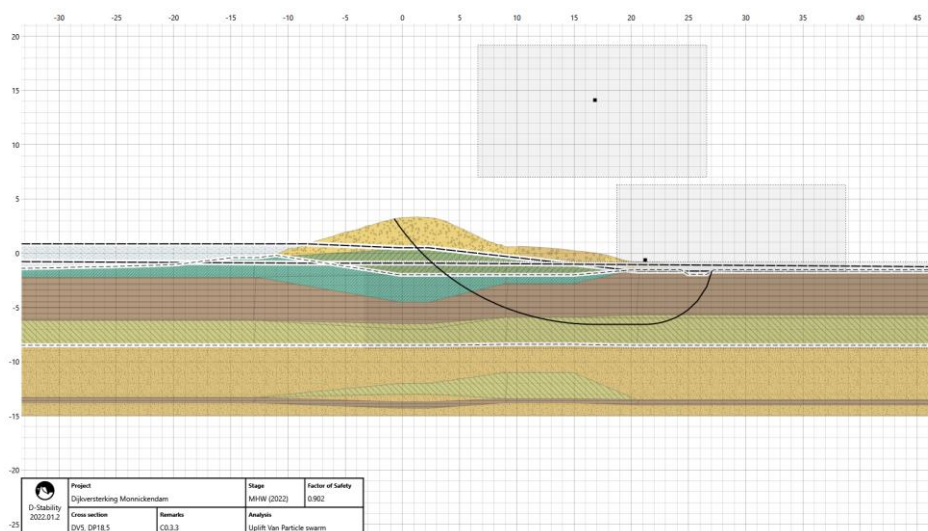 -30 -25 -20 -15 -10 -5 0 5 10 15 20 25 30 35 40 45
20
15
10
5
0
-5
-10
-15
-20
-25
D-Stability
2022.01.2
Project
Dijkversterking Monnickendam
Stage
MHW (2022)
Factor of Safety
0.902
Cross section
DV5, DP18,5
Remarks
C0.3.3
Analysis
Uplift Van Particle swarm